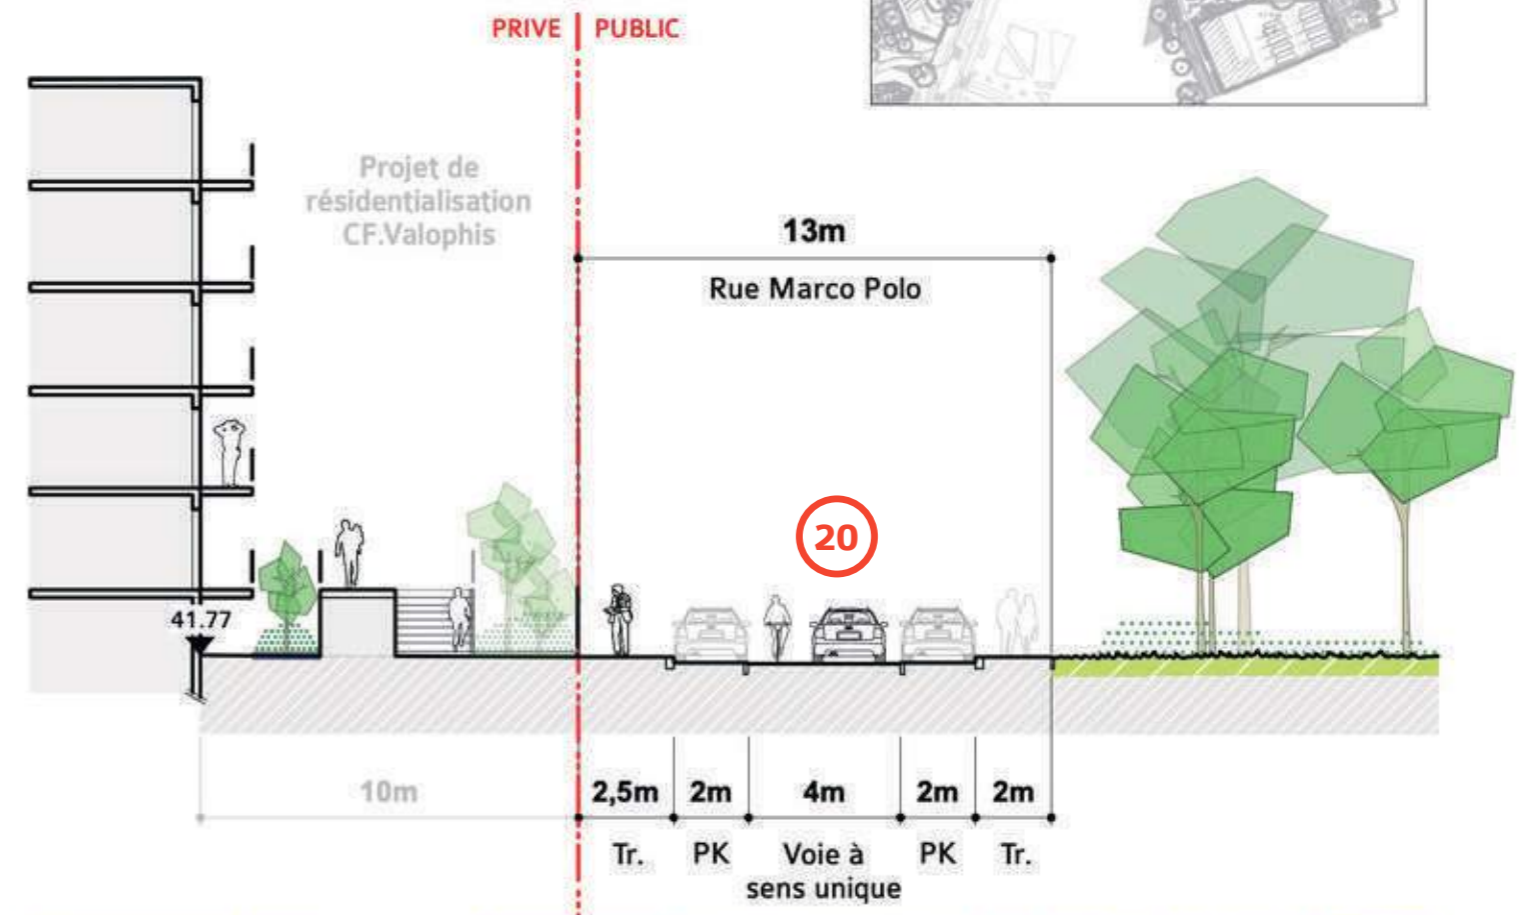 PRIVE PUBLIC
Projet de
résidentialisation
CF.Valophis
13m
Rue Marco Polo
20
41.77
10m 2,5m 2m 4m 2m 2m
Tr. PK Voie à PK Tr.
sens unique